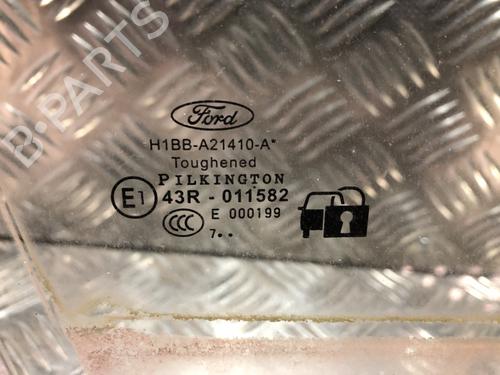 B-PARTS
Ford
H1BB-A21410-A*
Toughened
PILKINGTON
E1 43R - 011582
CCC E 000199
7••